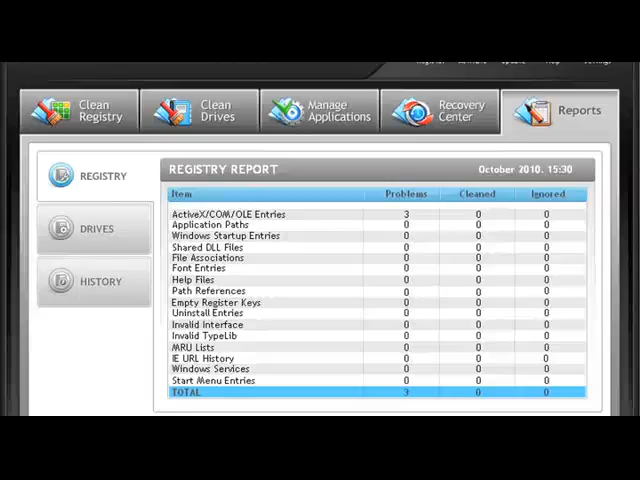 Clean Registry
Clean Drives
Manage Applications
Recovery Center
Reports
REGISTRY
DRIVES
HISTORY
REGISTRY REPORT October 2010. 15:30
Item Problems Cleaned Ignored
ActiveX/COM/OLE Entries 3 0 0
Application Paths 0 0 0
Windows Startup Entries 0 0 0
Shared DLL Files 0 0 0
File Associations 0 0 0
Font Entries 0 0 0
Help Files 0 0 0
Path References 0 0 0
Empty Register Keys 0 0 0
Uninstall Entries 0 0 0
Invalid Interface 0 0 0
Invalid TypeLib 0 0 0
MRU Lists 0 0 0
IE URL History 0 0 0
Windows Services 0 0 0
Start Menu Entries 0 0 0
TOTAL 3 0 0